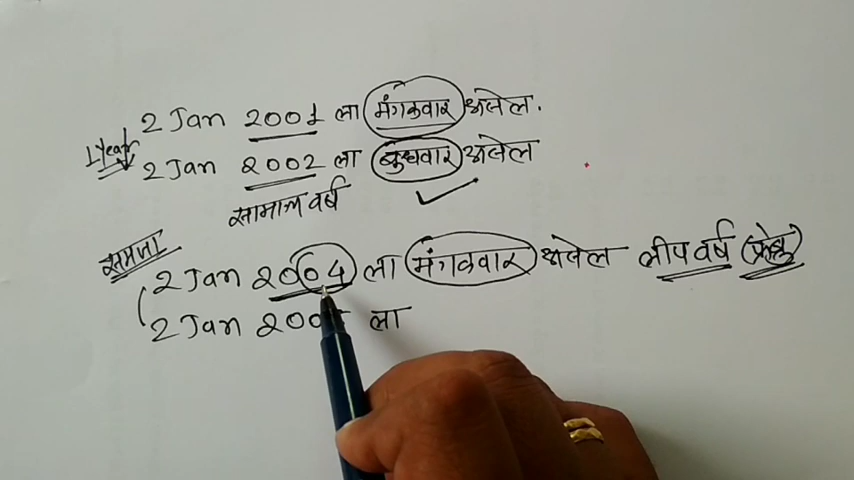 2 Jan 2001 ला मंगळवार असेल.
1 Year
2 Jan 2002 ला बुधवार असेल
सामान्य वर्ष
समजा
2 Jan 2004 ला मंगळवार असेल लीप वर्ष
2 Jan 200 ला